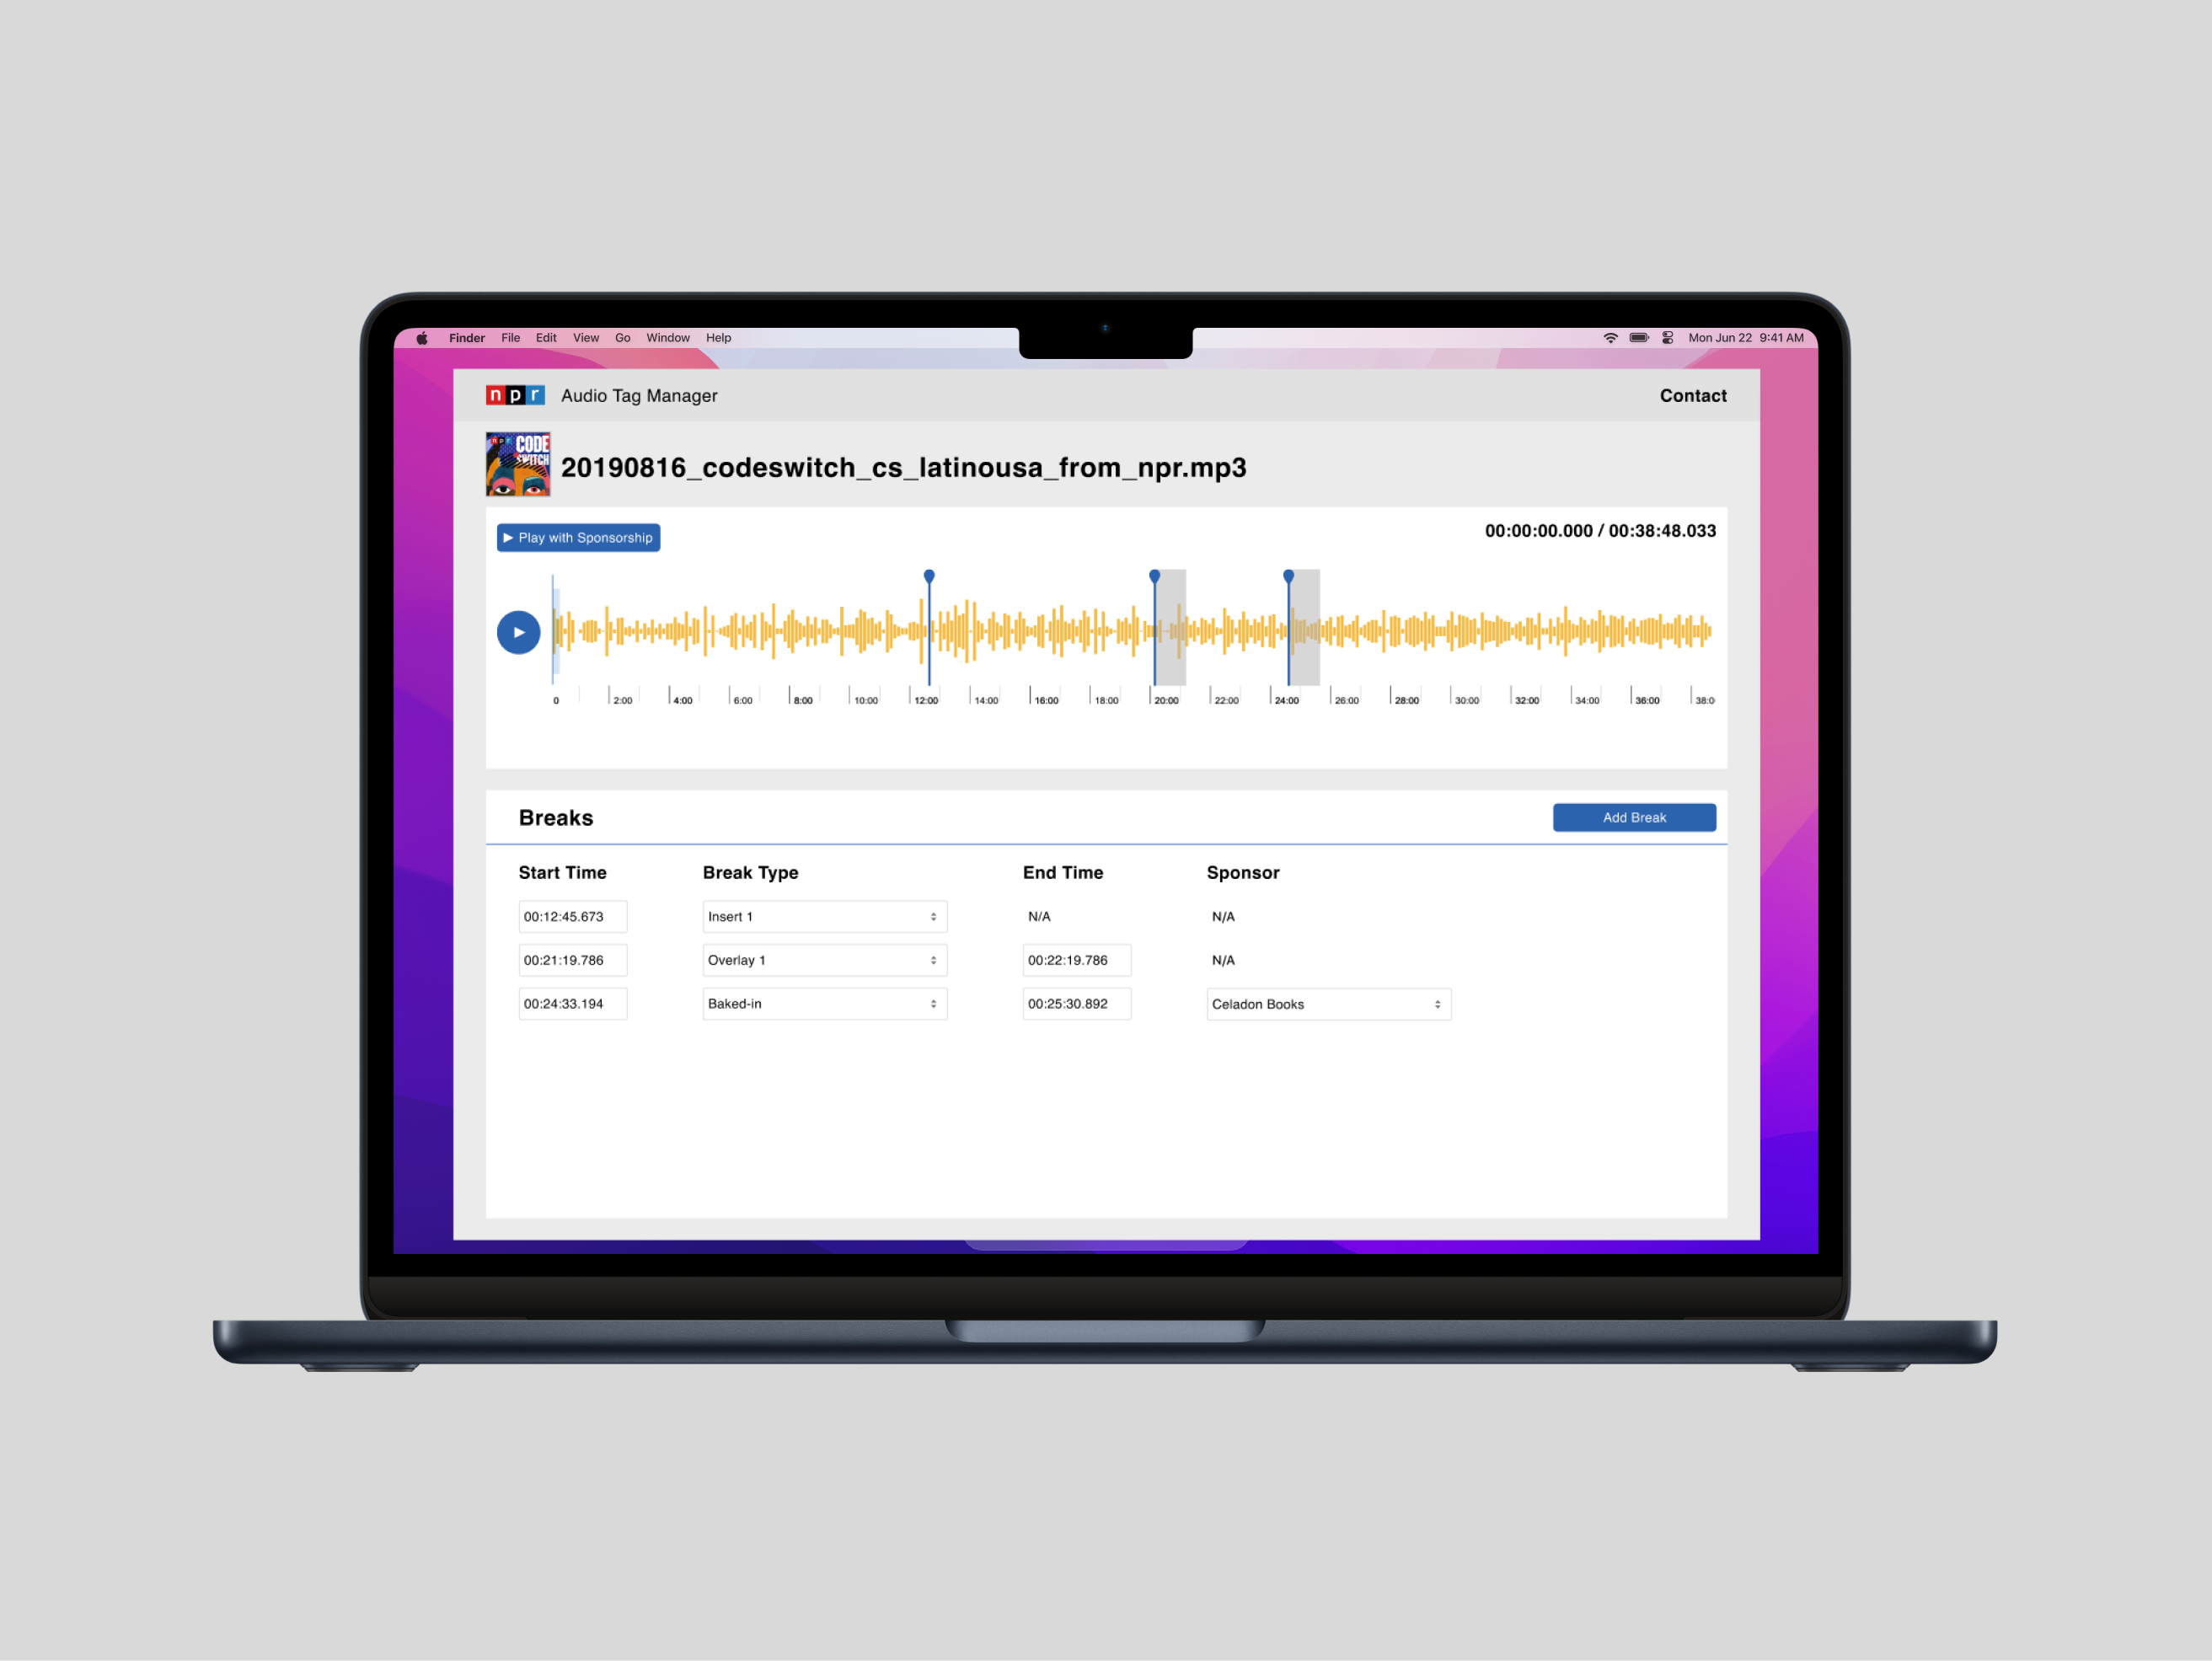 Finder File Edit View Go Window Help Mon Jun 22 9:41 AM
npr Audio Tag Manager Contact
npr CODE
SWITCH
20190816_codeswitch_cs_latinousa_from_npr.mp3
Play with Sponsorship 00:00:00.000 / 00:38:48.033
0 2:00 4:00 6:00 8:00 10:00 12:00 14:00 16:00 18:00 20:00 22:00 24:00 26:00 28:00 30:00 32:00 34:00 36:00 38:0
Breaks Add Break
Start Time Break Type End Time Sponsor
00:12:45.673 Insert 1 N/A N/A
00:21:19.786 Overlay 1 00:22:19.786 N/A
00:24:33.194 Baked-in 00:25:30.892 Celadon Books